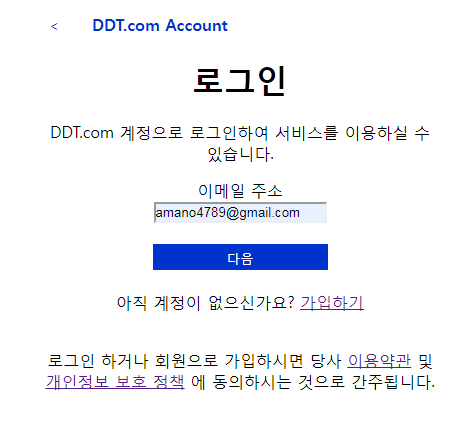 < DDT.com Account
로그인
DDT.com 계정으로 로그인하여 서비스를 이용하실 수
있습니다.
이메일 주소
amano4789@gmail.com
다음
아직 계정이 없으신가요? 가입하기
로그인 하거나 회원으로 가입하시면 당사 이용약관 및
개인정보 보호 정책 에 동의하시는 것으로 간주됩니다.